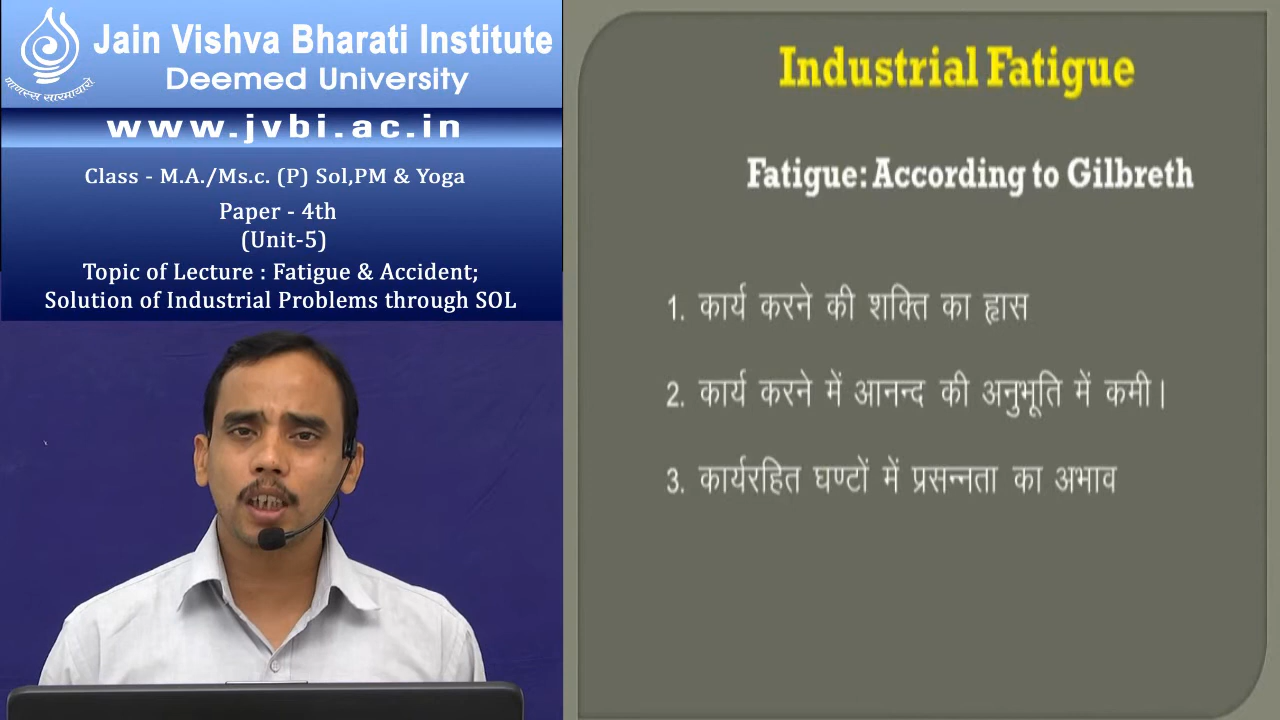 Jain Vishva Bharati Institute
Deemed University
णाणस्स सारमायारो
www.jvbi.ac.in
Class - M.A./Ms.c. (P) Sol,PM & Yoga
Paper - 4th
(Unit-5)
Topic of Lecture : Fatigue & Accident;
Solution of Industrial Problems through SOL
Industrial Fatigue
Fatigue: According to Gilbreth
1. कार्य करने की शक्ति का ह्रास
2. कार्य करने में आनन्द की अनुभूति में कमी।
3. कार्यरहित घण्टों में प्रसन्नता का अभाव